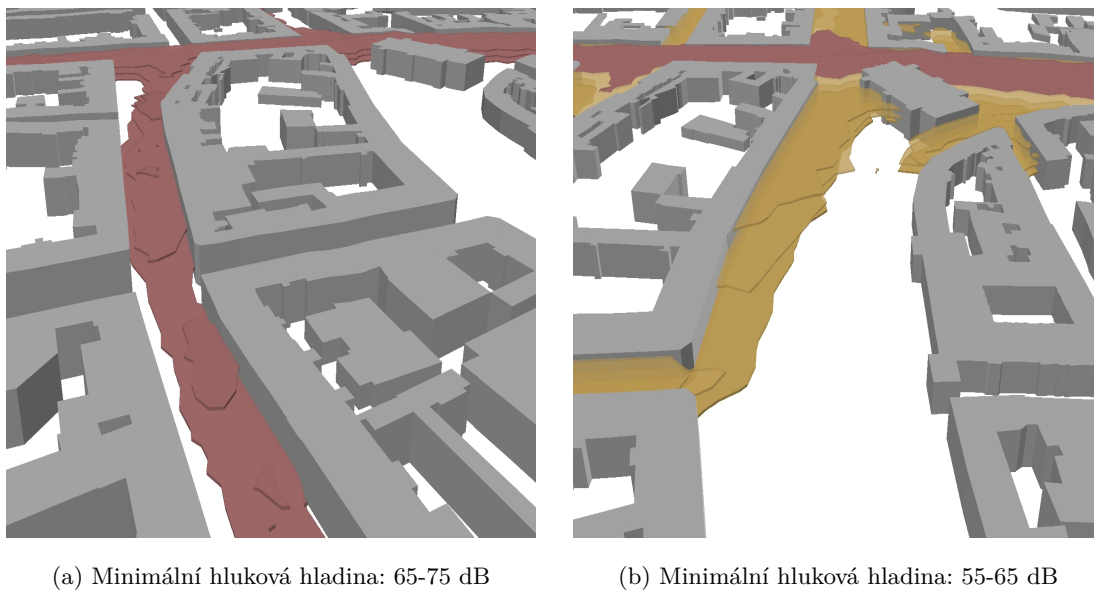 (a) Minimální hluková hladina: 65-75 dB
(b) Minimální hluková hladina: 55-65 dB